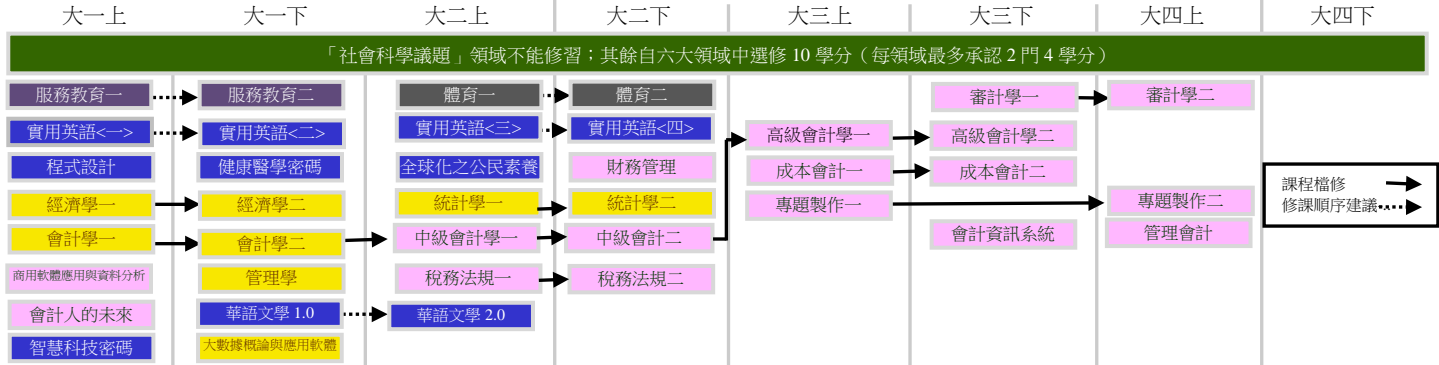 大一上 大一下 大二上 大二下 大三上 大三下 大四上 大四下
「社會科學議題」領域不能修習；其餘自六大領域中選修 10 學分（每領域最多承認 2 門 4 學分）
服務教育一 服務教育二 體育一 體育二 審計學一 審計學二
實用英語<一> 實用英語<二> 實用英語<三> 實用英語<四> 高級會計學一 高級會計學二
程式設計 健康醫學密碼 全球化之公民素養 財務管理 成本會計一 成本會計二
經濟學一 經濟學二 統計學一 統計學二 專題製作一 專題製作二
會計學一 會計學二 中級會計學一 中級會計二 會計資訊系統 管理會計
商用軟體應用與資料分析 管理學 稅務法規一 稅務法規二
會計人的未來 華語文學 1.0 華語文學 2.0
智慧科技密碼 大數據概論與應用軟體
課程檔修
修課順序建議